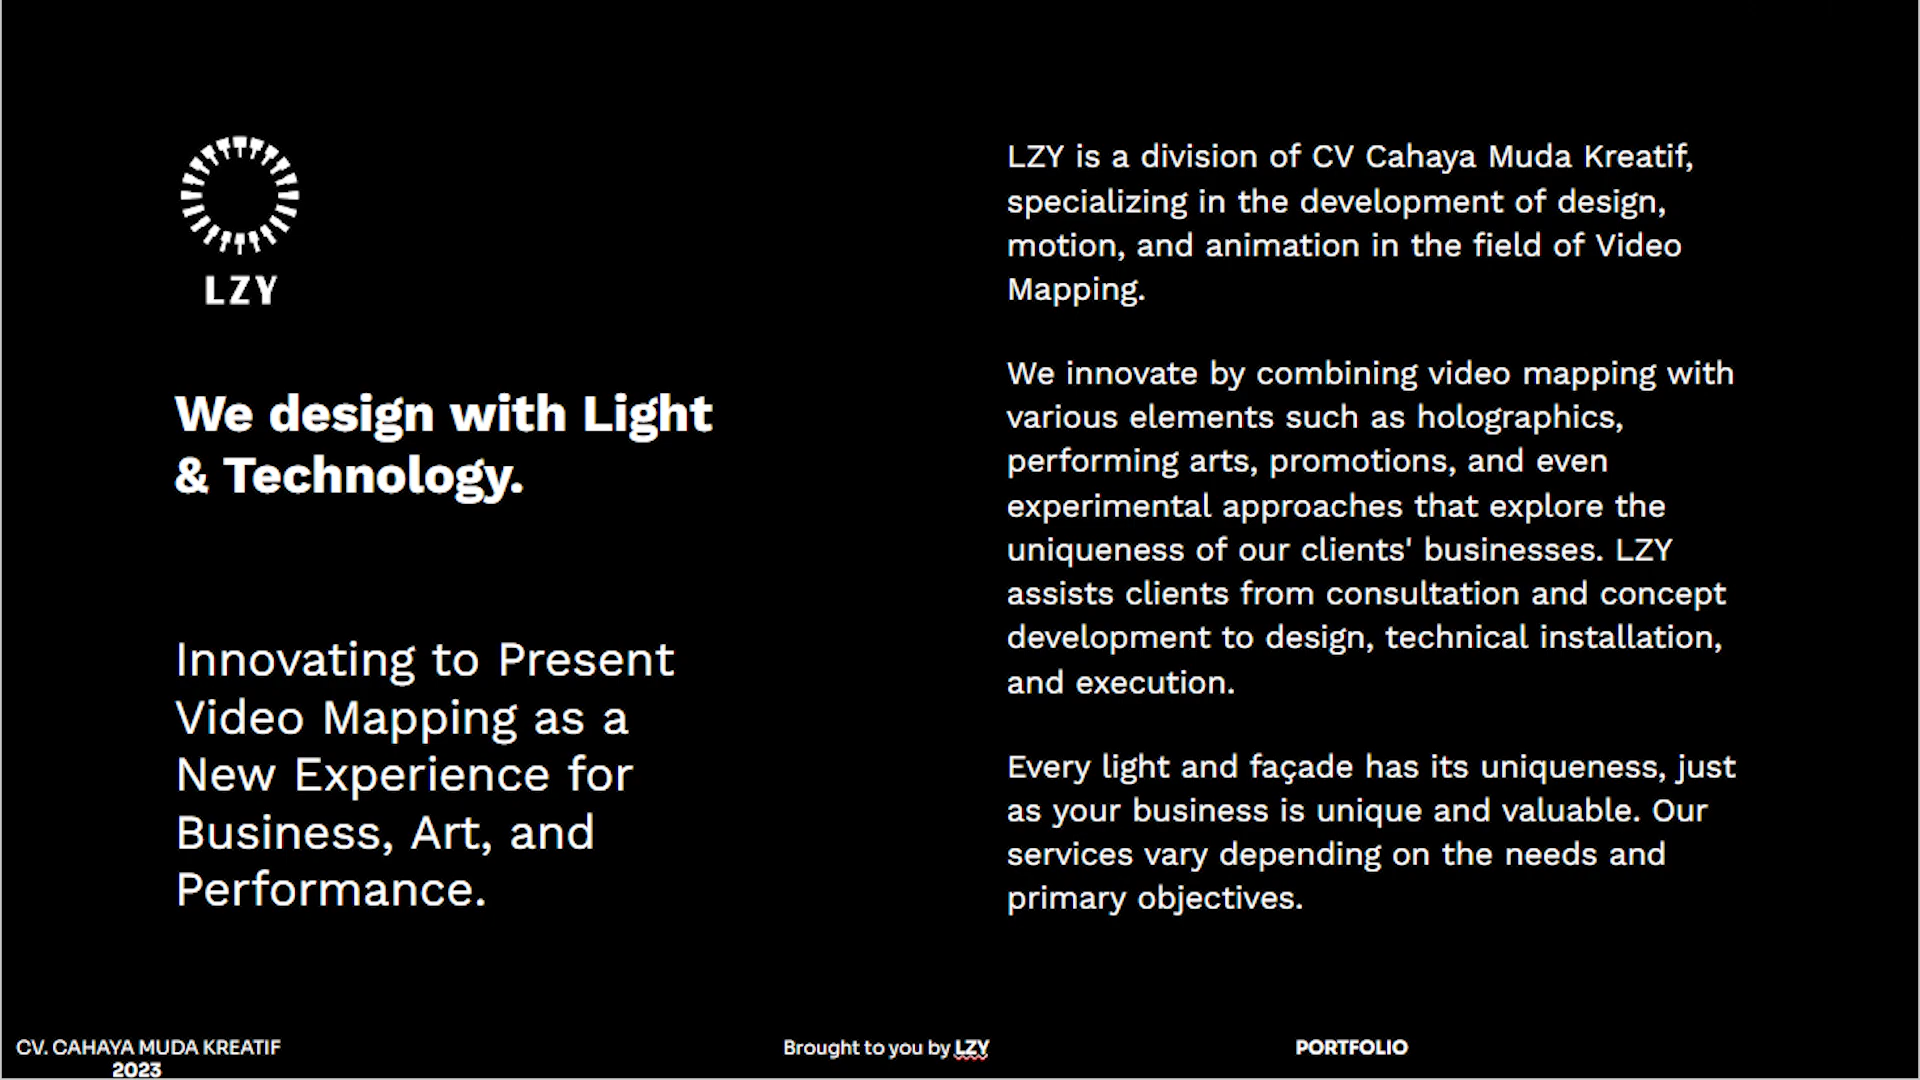 LZY
We design with Light
& Technology.
Innovating to Present
Video Mapping as a
New Experience for
Business, Art, and
Performance.
LZY is a division of CV Cahaya Muda Kreatif,
specializing in the development of design,
motion, and animation in the field of Video
Mapping.
We innovate by combining video mapping with
various elements such as holographics,
performing arts, promotions, and even
experimental approaches that explore the
uniqueness of our clients' businesses. LZY
assists clients from consultation and concept
development to design, technical installation,
and execution.
Every light and façade has its uniqueness, just
as your business is unique and valuable. Our
services vary depending on the needs and
primary objectives.
CV. CAHAYA MUDA KREATIF
2023
Brought to you by LZY
PORTFOLIO